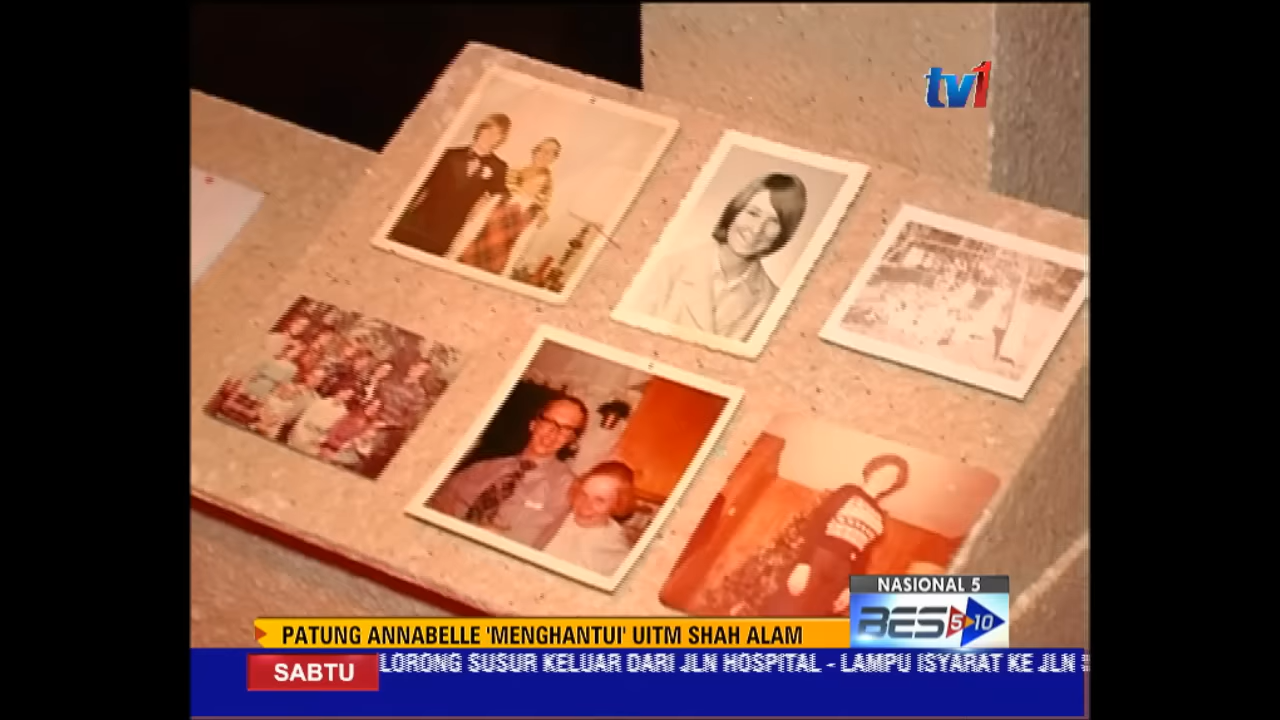 tv1
NASIONAL 5
BES 5 10
PATUNG ANNABELLE 'MENGHANTUI' UITM SHAH ALAM
SABTU
LORONG SUSUR KELUAR DARI JLN HOSPITAL - LAMPU ISYARAT KE JLN